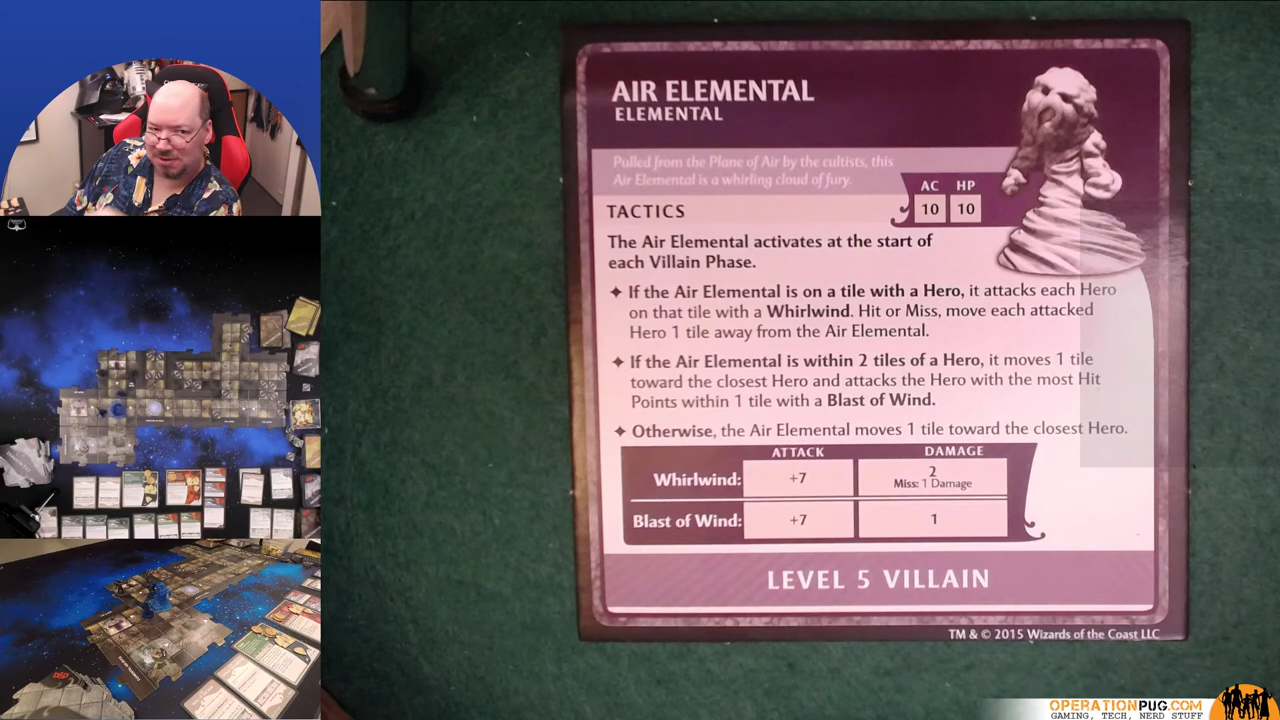 AIR ELEMENTAL
ELEMENTAL
Pulled from the Plane of Air by the cultists, this
Air Elemental is a whirling cloud of fury.
AC HP
10 10
TACTICS
The Air Elemental activates at the start of
each Villain Phase.
✦ If the Air Elemental is on a tile with a Hero, it attacks each Hero
on that tile with a Whirlwind. Hit or Miss, move each attacked
Hero 1 tile away from the Air Elemental.
✦ If the Air Elemental is within 2 tiles of a Hero, it moves 1 tile
toward the closest Hero and attacks the Hero with the most Hit
Points within 1 tile with a Blast of Wind.
✦ Otherwise, the Air Elemental moves 1 tile toward the closest Hero.
ATTACK DAMAGE
Whirlwind: +7 2
Miss: 1 Damage
Blast of Wind: +7 1
LEVEL 5 VILLAIN
TM & © 2015 Wizards of the Coast LLC
OPERATIONPUG.COM
GAMING, TECH, NERD STUFF